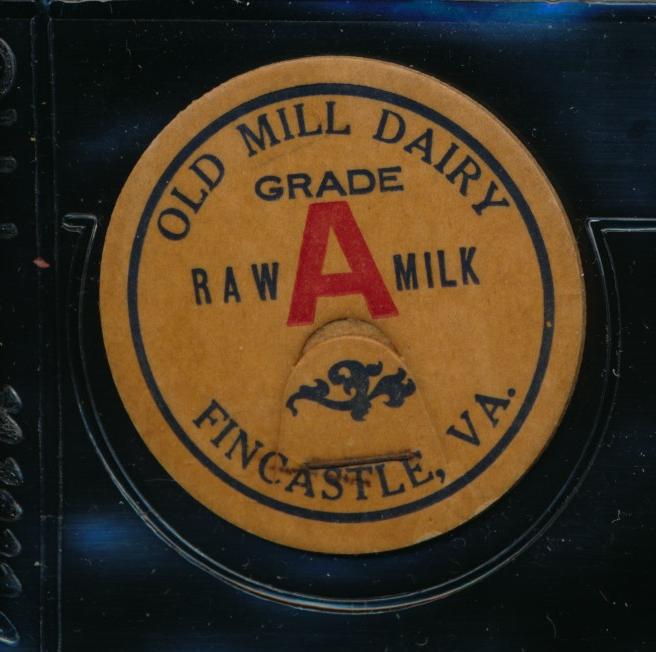 OLD MILL DAIRY
GRADE
A
RAW MILK
FINCASTLE, VA.